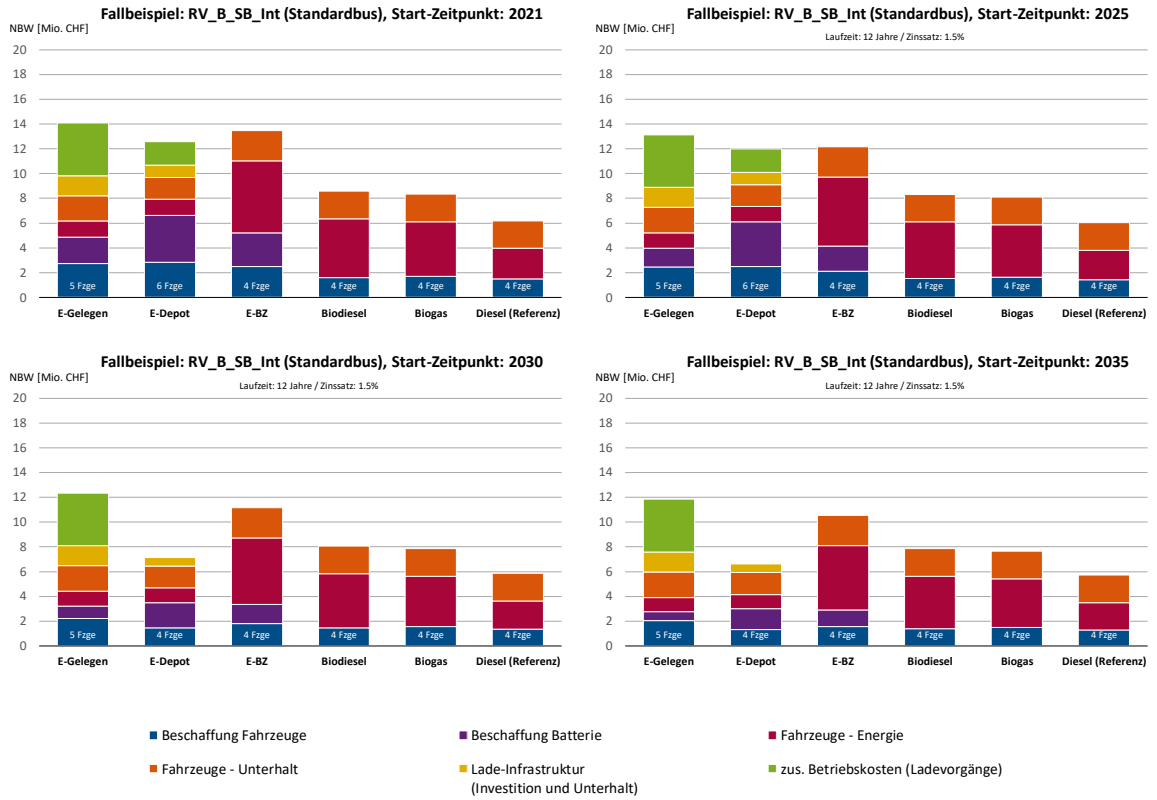 Fallbeispiel: RV_B_SB_Int (Standardbus), Start-Zeitpunkt: 2021
NBW [Mio. CHF]
20
18
16
14
12
10
8
6
4
2
0
5 Fzge
6 Fzge
4 Fzge
4 Fzge
4 Fzge
4 Fzge
E-Gelegen
E-Depot
E-BZ
Biodiesel
Biogas
Diesel (Referenz)
Fallbeispiel: RV_B_SB_Int (Standardbus), Start-Zeitpunkt: 2025
NBW [Mio. CHF]
Laufzeit: 12 Jahre / Zinssatz: 1.5%
20
18
16
14
12
10
8
6
4
2
0
5 Fzge
6 Fzge
4 Fzge
4 Fzge
4 Fzge
4 Fzge
E-Gelegen
E-Depot
E-BZ
Biodiesel
Biogas
Diesel (Referenz)
Fallbeispiel: RV_B_SB_Int (Standardbus), Start-Zeitpunkt: 2030
NBW [Mio. CHF]
Laufzeit: 12 Jahre / Zinssatz: 1.5%
20
18
16
14
12
10
8
6
4
2
0
5 Fzge
4 Fzge
4 Fzge
4 Fzge
4 Fzge
4 Fzge
E-Gelegen
E-Depot
E-BZ
Biodiesel
Biogas
Diesel (Referenz)
Fallbeispiel: RV_B_SB_Int (Standardbus), Start-Zeitpunkt: 2035
NBW [Mio. CHF]
Laufzeit: 12 Jahre / Zinssatz: 1.5%
20
18
16
14
12
10
8
6
4
2
0
5 Fzge
4 Fzge
4 Fzge
4 Fzge
4 Fzge
4 Fzge
E-Gelegen
E-Depot
E-BZ
Biodiesel
Biogas
Diesel (Referenz)
Beschaffung Fahrzeuge
Beschaffung Batterie
Fahrzeuge - Energie
Fahrzeuge - Unterhalt
Lade-Infrastruktur
(Investition und Unterhalt)
zus. Betriebskosten (Ladevorgänge)